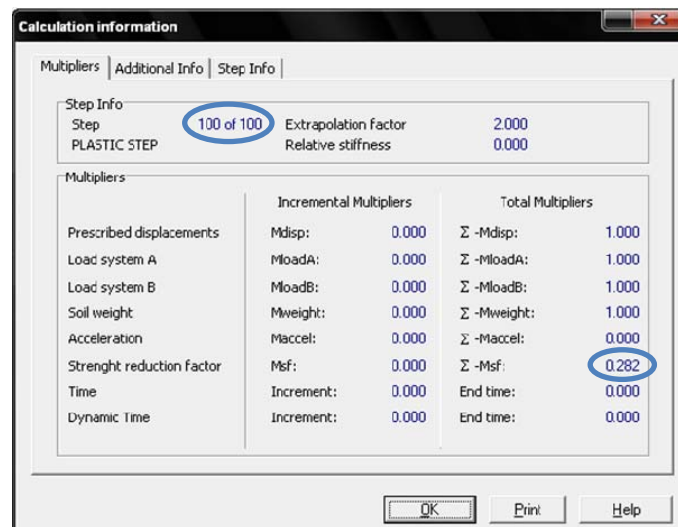 Calculation information
Multipliers Additional Info Step Info
Step Info
Step 100 of 100 Extrapolation factor 2.000
PLASTIC STEP Relative stiffness 0.000
Multipliers
Incremental Multipliers Total Multipliers
Prescribed displacements Mdisp: 0.000 Σ -Mdisp: 1.000
Load system A MloadA: 0.000 Σ -MloadA: 1.000
Load system B MloadB: 0.000 Σ -MloadB: 1.000
Soil weight Mweight: 0.000 Σ -Mweight: 1.000
Acceleration Maccel: 0.000 Σ -Maccel: 0.000
Strenght reduction factor Msf: 0.000 Σ -Msf: 0.282
Time Increment: 0.000 End time: 0.000
Dynamic Time Increment: 0.000 End time: 0.000
OK Print Help